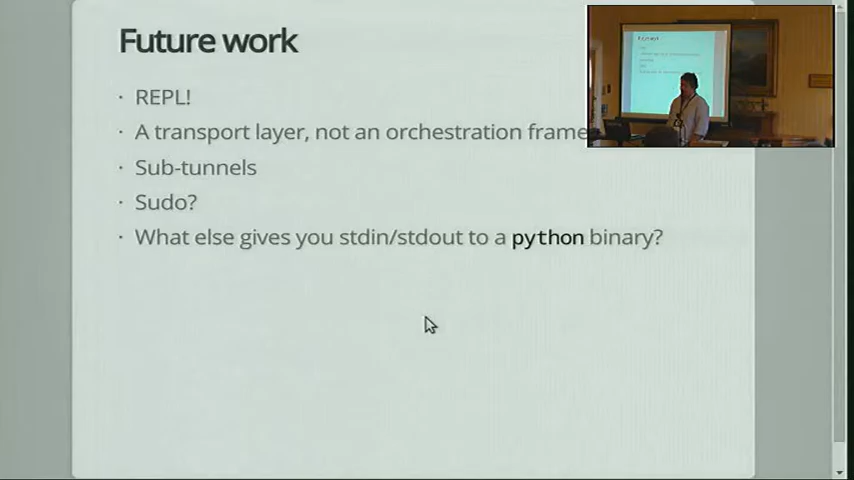 Future work
· REPL!
· A transport layer, not an orchestration frame
· Sub-tunnels
· Sudo?
· What else gives you stdin/stdout to a python binary?